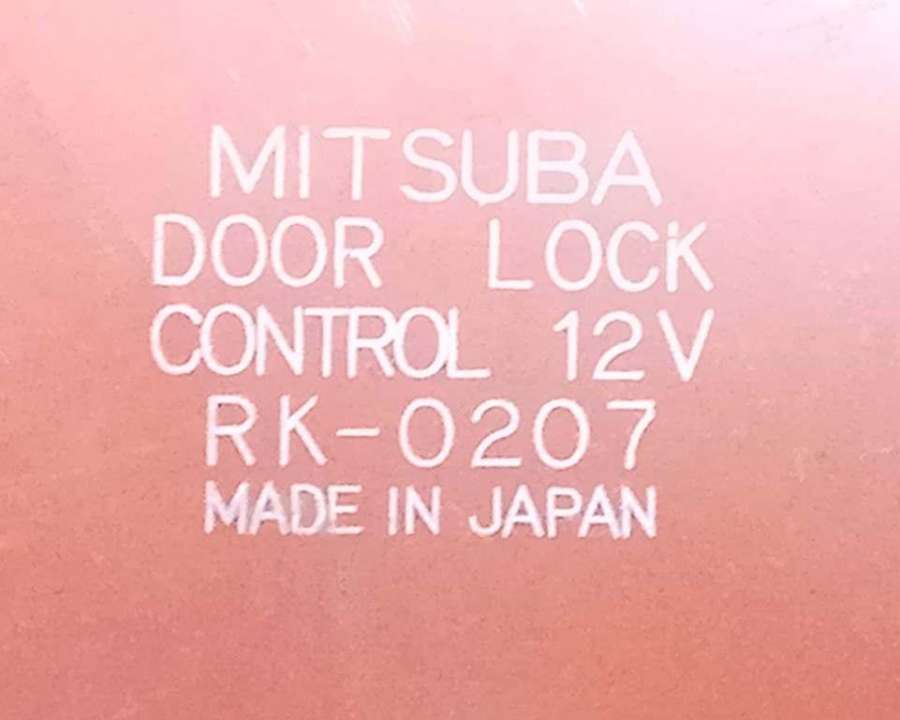 MITSUBA
DOOR LOCK
CONTROL 12V
RK-0207
MADE IN JAPAN